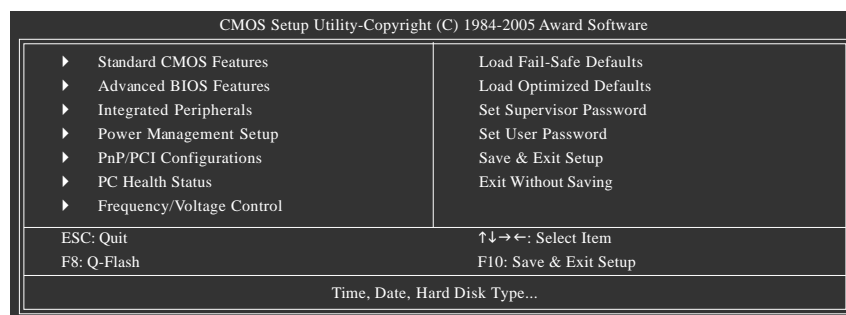 CMOS Setup Utility-Copyright (C) 1984-2005 Award Software
Standard CMOS Features
Advanced BIOS Features
Integrated Peripherals
Power Management Setup
PnP/PCI Configurations
PC Health Status
Frequency/Voltage Control
Load Fail-Safe Defaults
Load Optimized Defaults
Set Supervisor Password
Set User Password
Save & Exit Setup
Exit Without Saving
ESC: Quit
↑↓→←: Select Item
F8: Q-Flash
F10: Save & Exit Setup
Time, Date, Hard Disk Type...